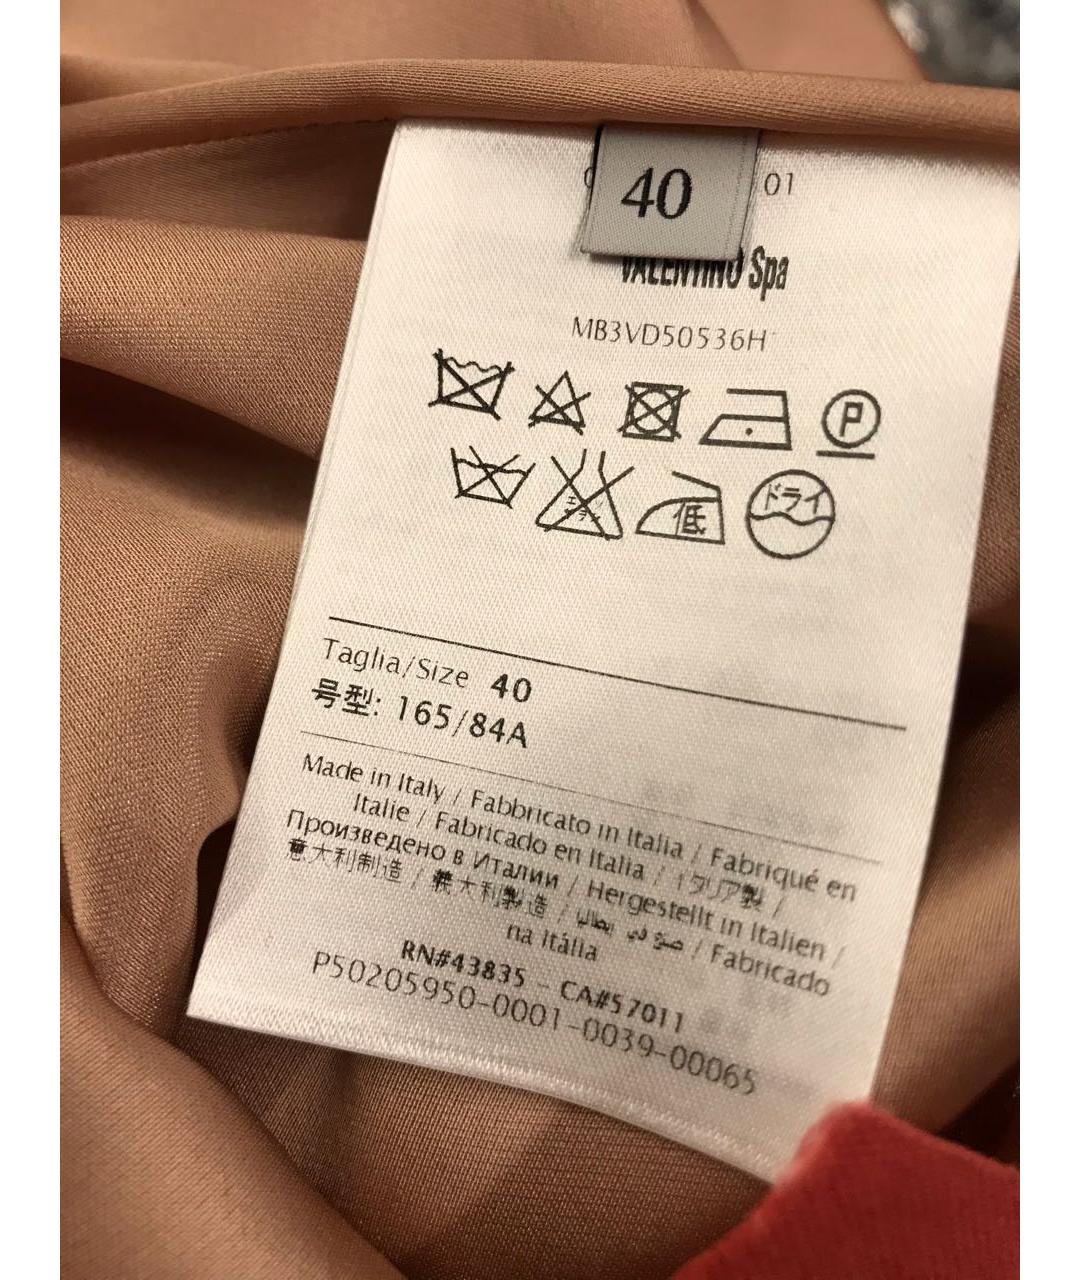 40
01
VALENTINO Spa
MB3VD50536H
P
ドライ
低
Taglia/Size 40
号型: 165/84A
Made in Italy / Fabbricato in Italia / Fabriqué en
Italie / Fabricado en Italia / イタリア製 /
Произведено в Италии / Hergestellt in Italien /
意大利制造 / 義大利製造 / صنع في إيطاليا / Fabricado
na Itália
RN#43835 - CA#57011
P50205950-0001-0039-00065